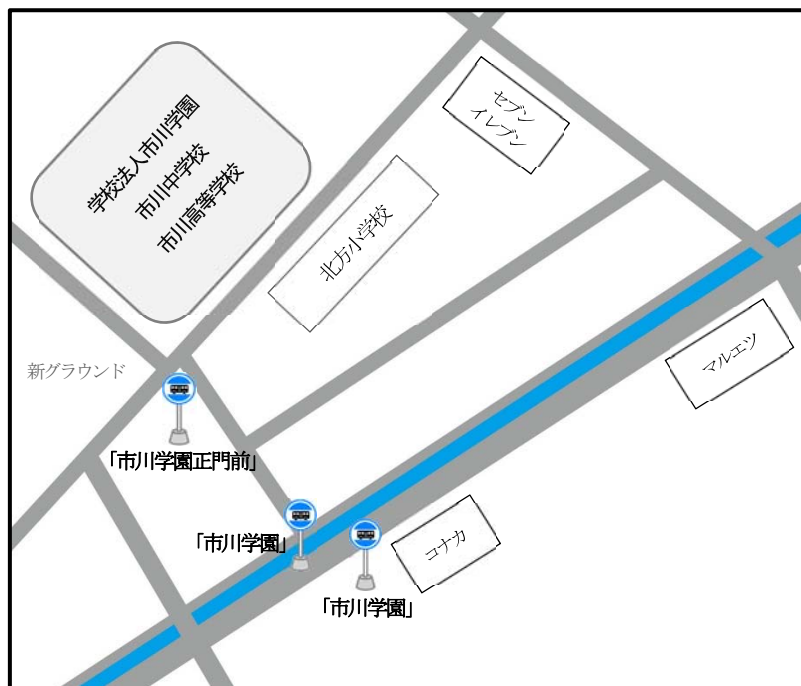 セブン
イレブン
学校法人市川学園
市川中学校
市川高等学校
北方小学校
マルエツ
新グラウンド
「市川学園正門前」
「市川学園」
コナカ
「市川学園」